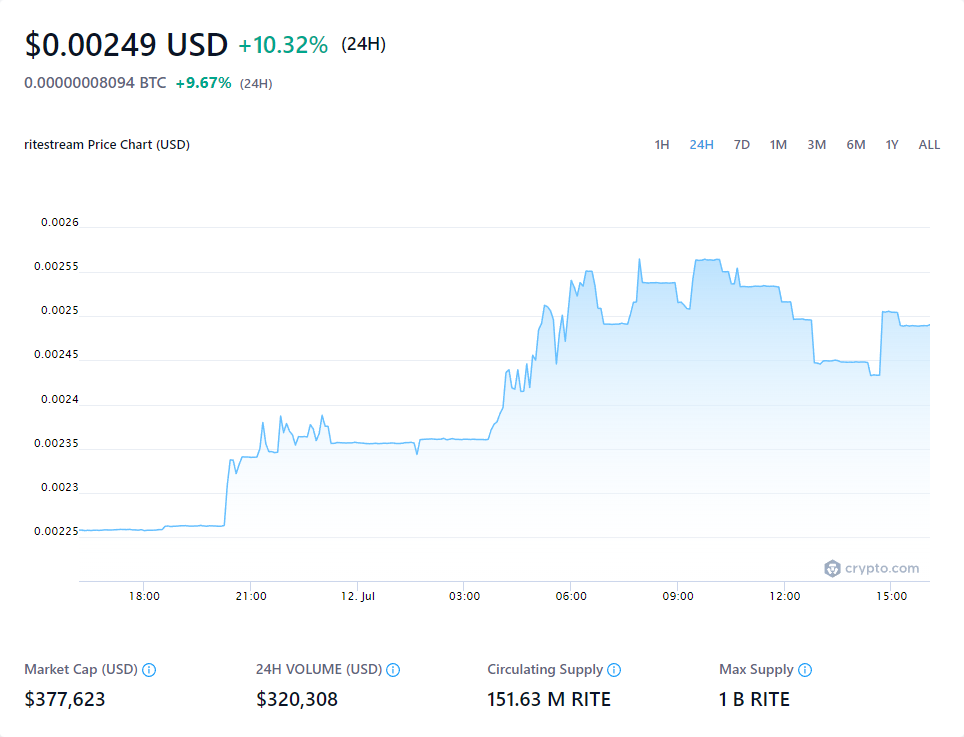 $0.00249 USD +10.32% (24H)
0.00000008094 BTC +9.67% (24H)
ritestream Price Chart (USD) 1H 24H 7D 1M 3M 6M 1Y ALL
0.0026
0.00255
0.0025
0.00245
0.0024
0.00235
0.0023
0.00225
crypto.com
18:00 21:00 12. Jul 03:00 06:00 09:00 12:00 15:00
Market Cap (USD) 24H VOLUME (USD) Circulating Supply Max Supply
$377,623 $320,308 151.63 M RITE 1 B RITE